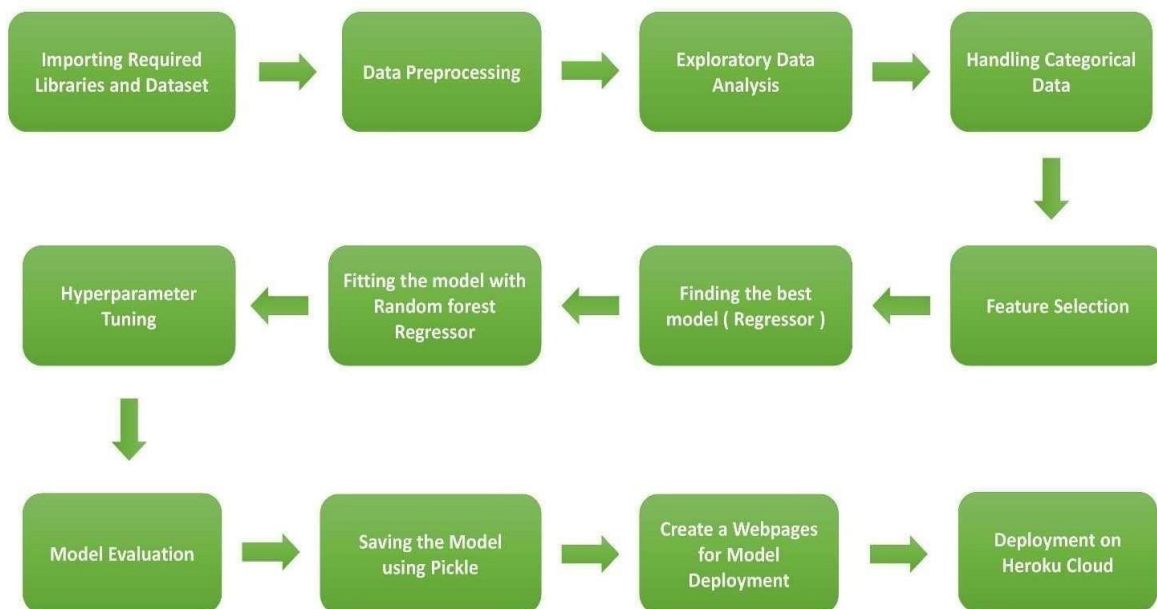 Importing Required
Libraries and Dataset
Data Preprocessing
Exploratory Data
Analysis
Handling Categorical
Data
Feature Selection
Finding the best
model ( Regressor )
Fitting the model with
Random forest
Regressor
Hyperparameter
Tuning
Model Evaluation
Saving the Model
using Pickle
Create a Webpages
for Model
Deployment
Deployment on
Heroku Cloud